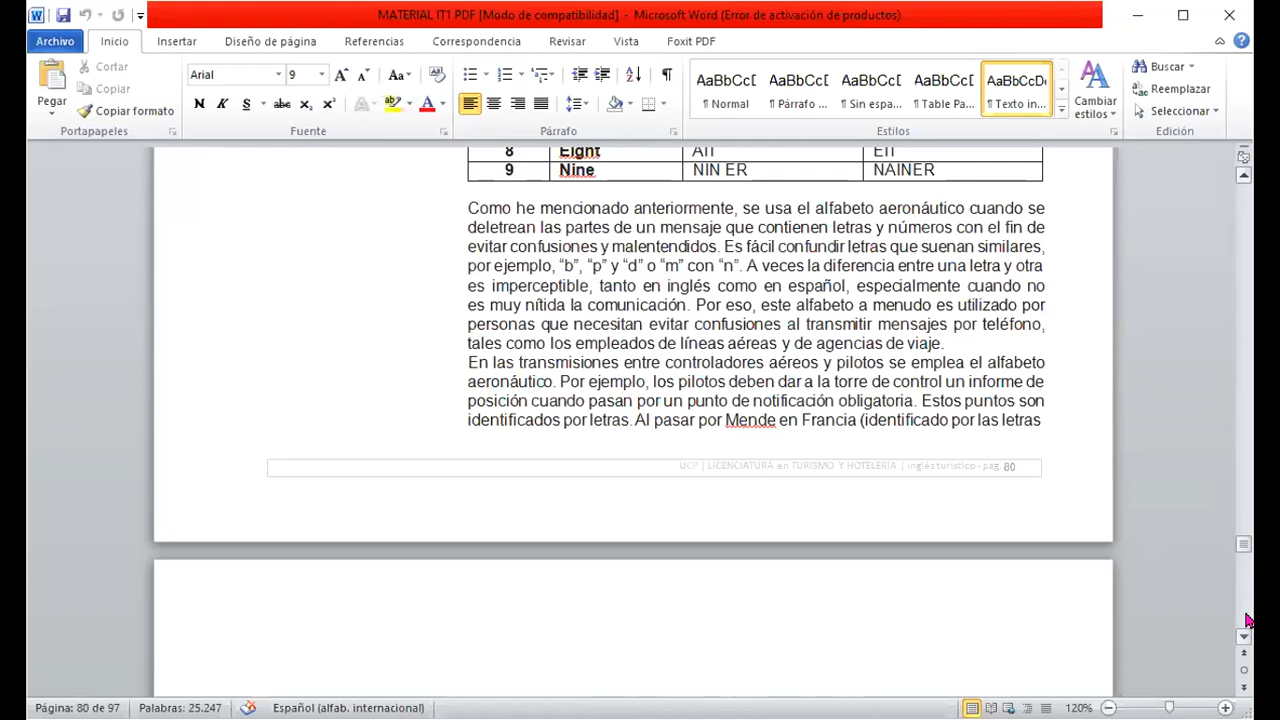 MATERIAL IT1 PDF [Modo de compatibilidad] - Microsoft Word (Error de activación de productos)
Archivo Inicio Insertar Diseño de página Referencias Correspondencia Revisar Vista Foxit PDF
Pegar
Cortar
Copiar
Copiar formato
Portapapeles
Arial 9
Fuente
Párrafo
AaBbCcD AaBbCcD AaBbCcD AaBbCcD AaBbCcDc
¶ Normal ¶ Párrafo ... ¶ Sin espa... ¶ Table Pa... ¶ Texto in...
Cambiar estilos
Estilos
Buscar
Reemplazar
Seleccionar
Edición
8 Eight
9 Nine NIN ER NAINER
Como he mencionado anteriormente, se usa el alfabeto aeronáutico cuando se
deletrean las partes de un mensaje que contienen letras y números con el fin de
evitar confusiones y malentendidos. Es fácil confundir letras que suenan similares,
por ejemplo, “b”, “p” y “d” o “m” con “n”. A veces la diferencia entre una letra y otra
es imperceptible, tanto en inglés como en español, especialmente cuando no
es muy nítida la comunicación. Por eso, este alfabeto a menudo es utilizado por
personas que necesitan evitar confusiones al transmitir mensajes por teléfono,
tales como los empleados de líneas aéreas y de agencias de viaje.
En las transmisiones entre controladores aéreos y pilotos se emplea el alfabeto
aeronáutico. Por ejemplo, los pilotos deben dar a la torre de control un informe de
posición cuando pasan por un punto de notificación obligatoria. Estos puntos son
identificados por letras. Al pasar por Mende en Francia (identificado por las letras
UCP | LICENCIATURA en TURISMO Y HOTELERÍA | inglés turístico - pag. 80
Página: 80 de 97 Palabras: 25.247 Español (alfab. internacional) 120%